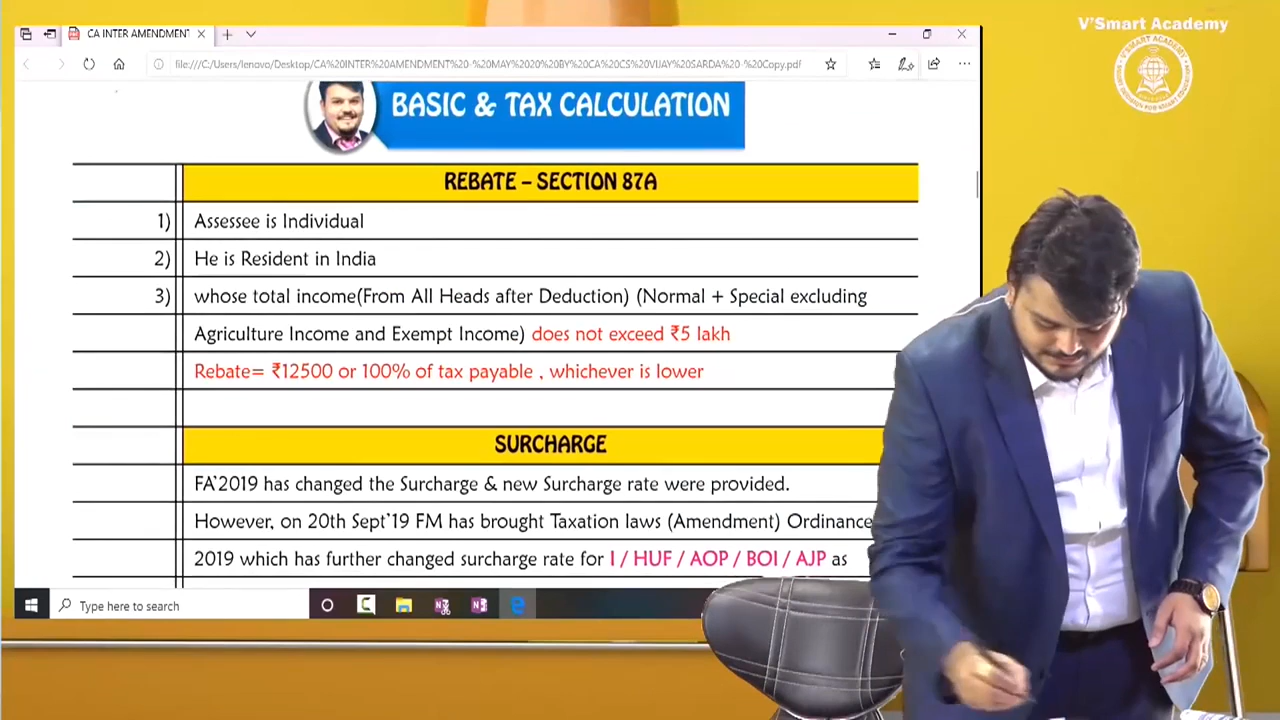 V'Smart Academy
CA INTER AMENDMENT
file:///C:/Users/lenovo/Desktop/CA%20INTER%20AMENDMENT%20-%20MAY%2020%20BY%20CA%20CS%20VIJAY%20SARDA%20-%20Copy.pdf
BASIC & TAX CALCULATION
REBATE – SECTION 87A
1) Assessee is Individual
2) He is Resident in India
3) whose total income(From All Heads after Deduction) (Normal + Special excluding
Agriculture Income and Exempt Income) does not exceed ₹5 lakh
Rebate= ₹12500 or 100% of tax payable , whichever is lower
SURCHARGE
FA'2019 has changed the Surcharge & new Surcharge rate were provided.
However, on 20th Sept'19 FM has brought Taxation laws (Amendment) Ordinance
2019 which has further changed surcharge rate for I / HUF / AOP / BOI / AJP as
Type here to search